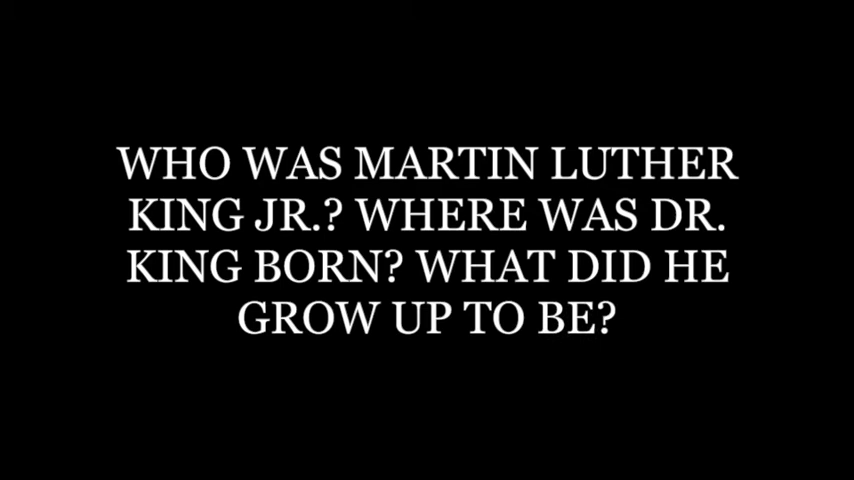 WHO WAS MARTIN LUTHER
KING JR.? WHERE WAS DR.
KING BORN? WHAT DID HE
GROW UP TO BE?